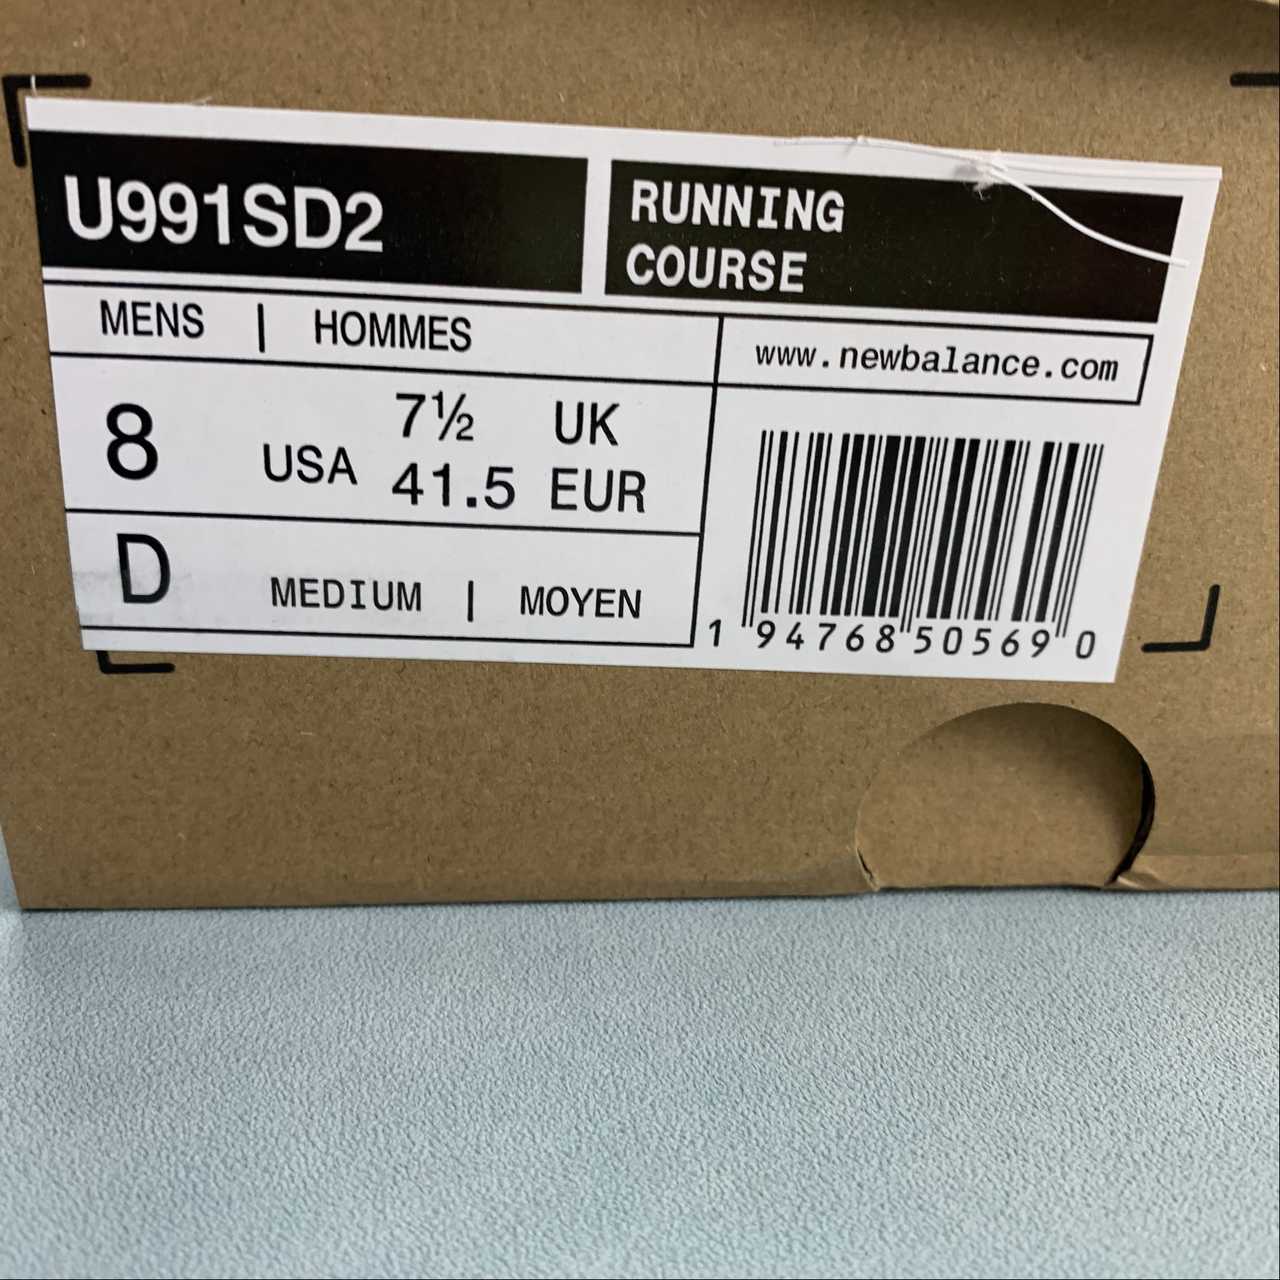 U991SD2
RUNNING
COURSE
MENS | HOMMES
www.newbalance.com
8 USA 7½ UK
41.5 EUR
D MEDIUM | MOYEN
1 94768 50569 0